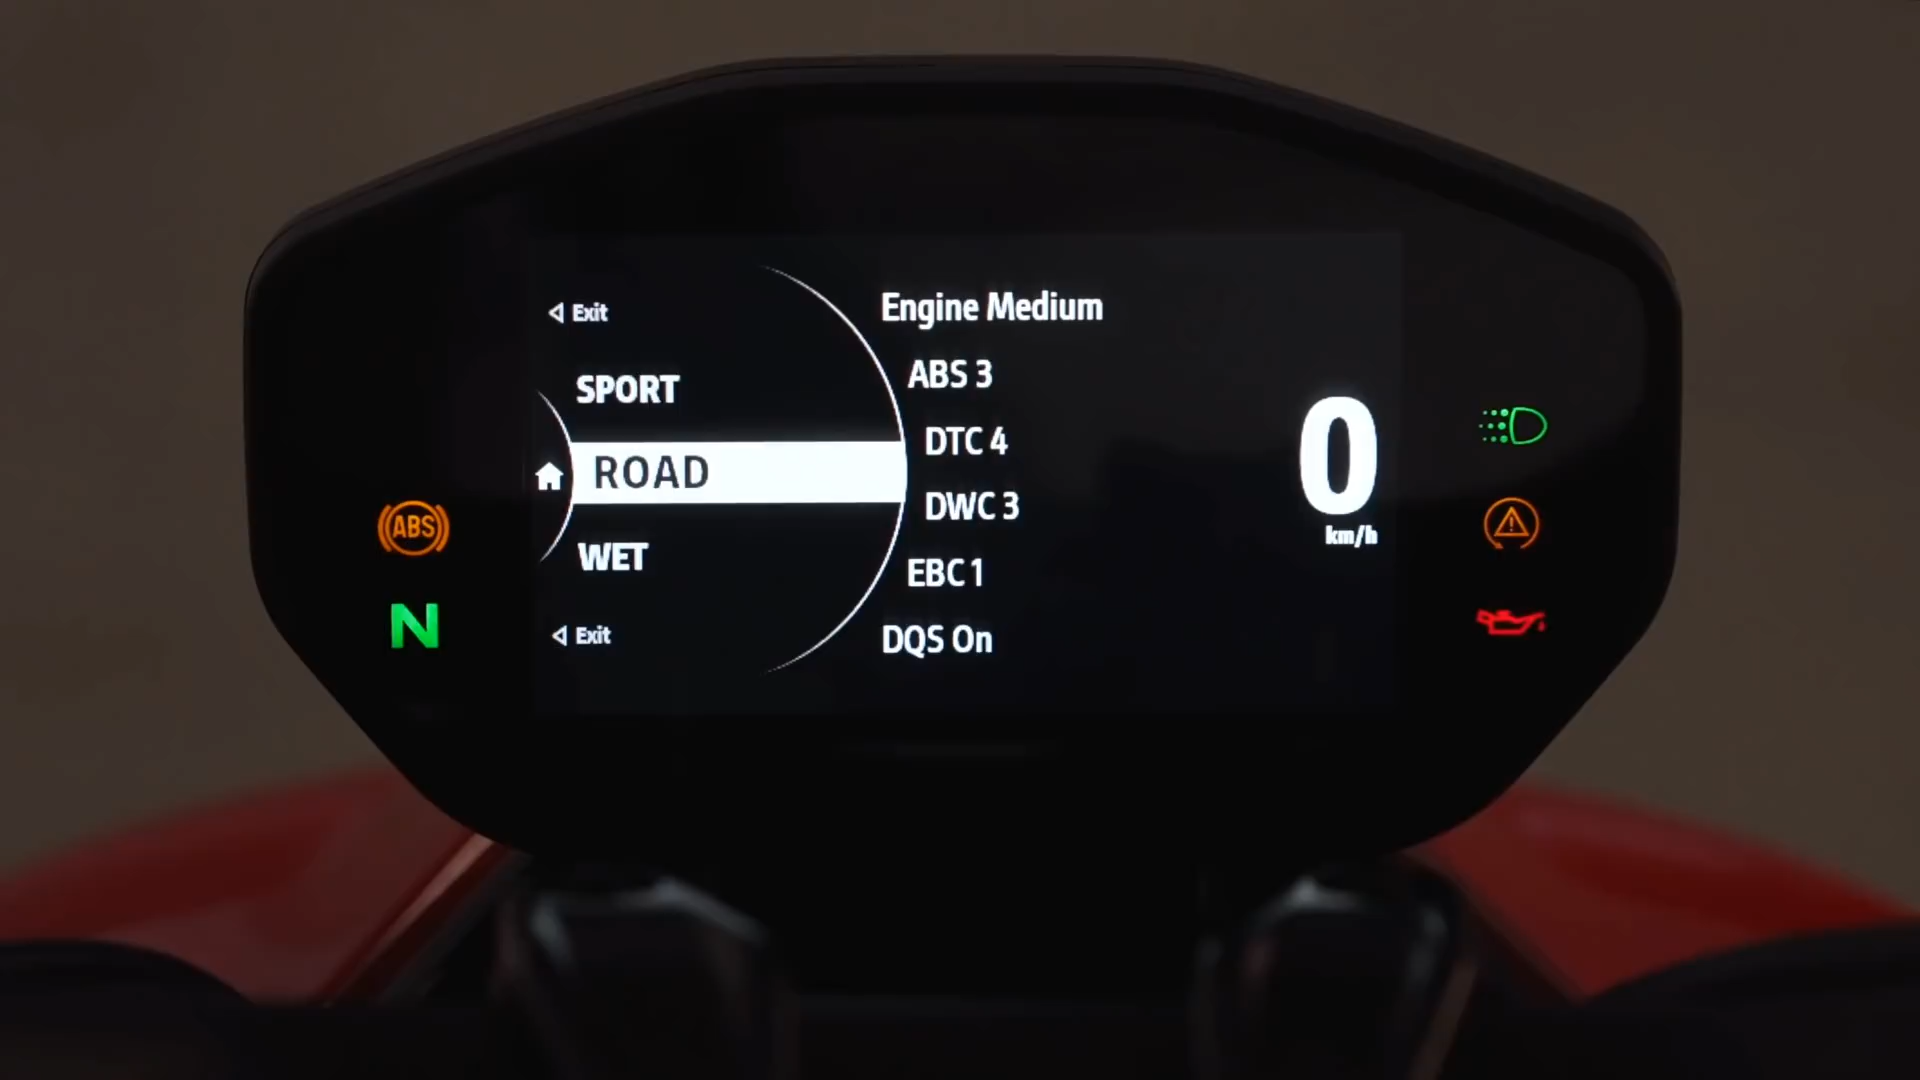 Exit
SPORT
ROAD
WET
Exit
Engine Medium
ABS 3
DTC 4
DWC 3
EBC 1
DQS On
0
km/h
ABS
N